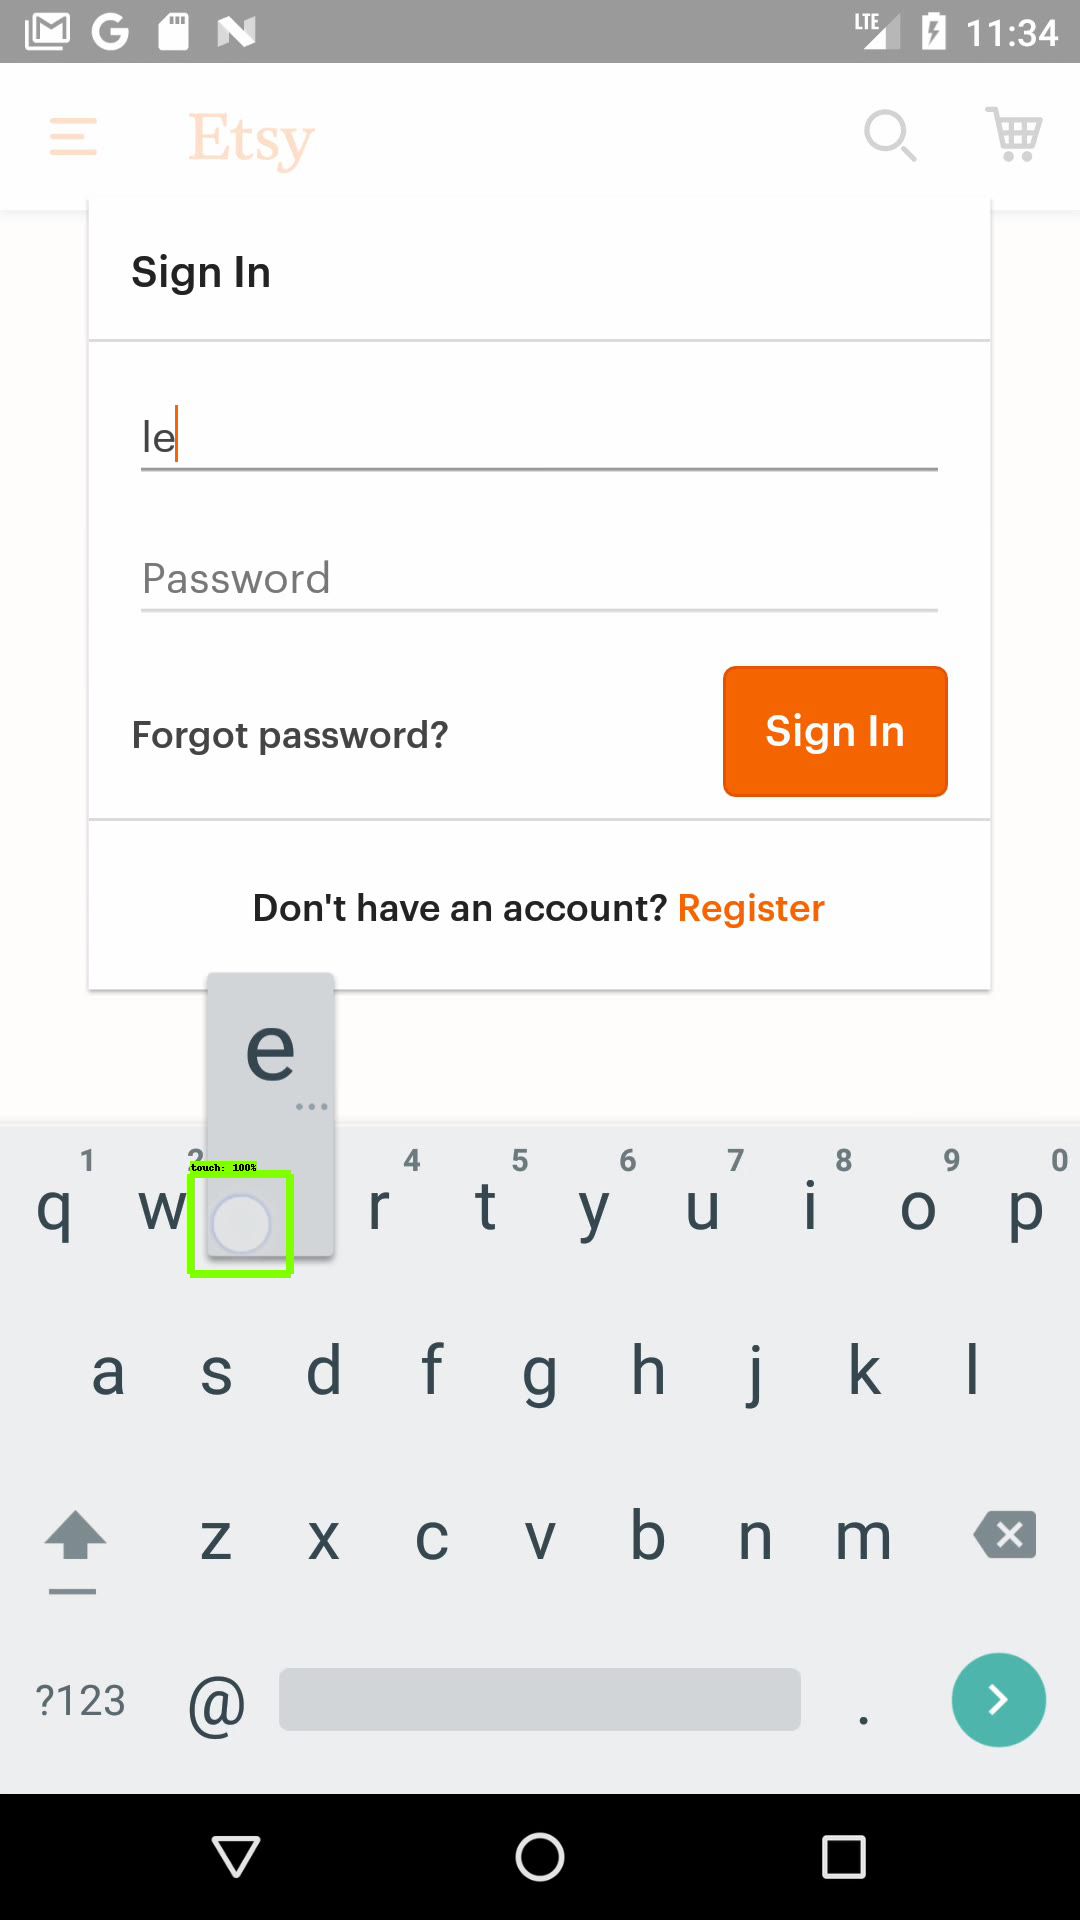 LTE 11:34
Etsy
Sign In
le
Password
Forgot password? Sign In
Don't have an account? Register
e
...
1 2 4 5 6 7 8 9 0
touch: 100%
q w r t y u i o p
a s d f g h j k l
z x c v b n m
?123 @ .